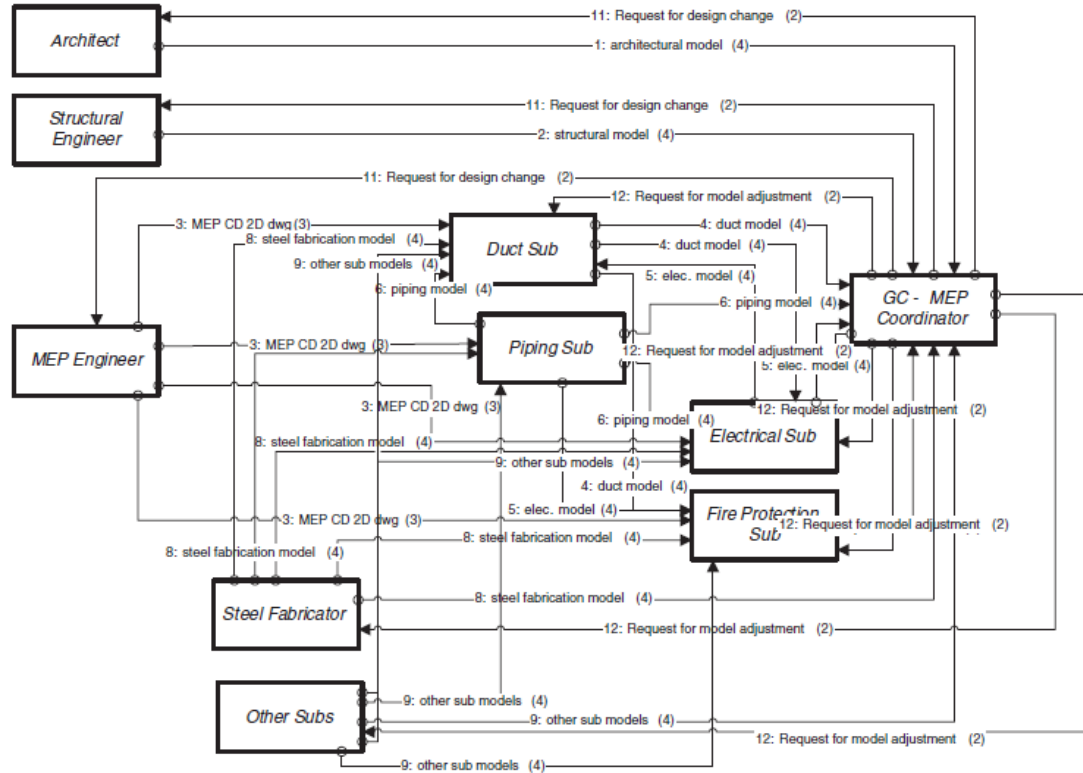 11: Request for design change (2)
Architect
1: architectural model (4)
11: Request for design change (2)
Structural
Engineer
2: structural model (4)
11: Request for design change (2)
12: Request for model adjustment (2)
3: MEP CD 2D dwg (3)
4: duct model (4)
8: steel fabrication model (4)
Duct Sub
4: duct model (4)
9: other sub models (4)
5: elec. model (4)
6: piping model (4)
6: piping model (4)
GC - MEP
Coordinator
MEP Engineer
3: MEP CD 2D dwg (3)
Piping Sub
12: Request for model adjustment (2)
5: elec. model (4)
3: MEP CD 2D dwg (3)
12: Request for model adjustment (2)
6: piping model (4)
8: steel fabrication model (4)
Electrical Sub
9: other sub models (4)
4: duct model (4)
5: elec. model (4)
Fire Protection
Sub
3: MEP CD 2D dwg (3)
12: Request for model adjustment (2)
8: steel fabrication model (4)
8: steel fabrication model (4)
Steel Fabricator
8: steel fabrication model (4)
12: Request for model adjustment (2)
9: other sub models (4)
Other Subs
9: other sub models (4)
12: Request for model adjustment (2)
9: other sub models (4)